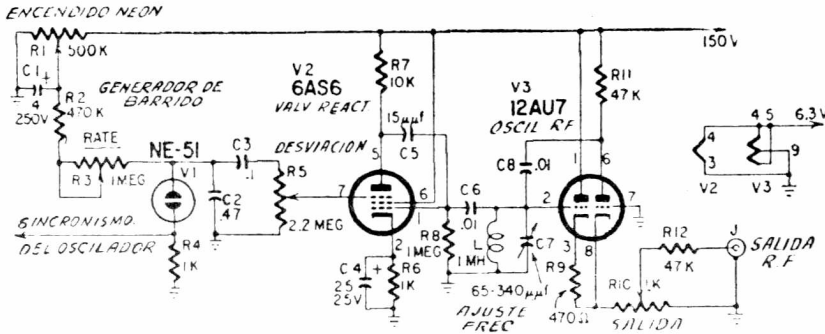 ENCENDIDO NEON
R1
500K
150V
C1
+
4
250V
R2
470K
GENERADOR DE
BARRIDO
RATE
R3
1MEG
NE-51
V1
C3
.1
C2
.47
R5
2.2 MEG
DESVIACION
SINCRONISMO
DEL OSCILADOR
R4
1K
V2
6AS6
VALV REACT
R7
10K
15µµf
C5
5
7
6
1
2
C4
+
25
25V
R6
1K
R8
1MEG
C6
.01
L
1MH
C7
65-340µµf
AJUSTE
FREC
V3
12AU7
OSCIL RF
C8
.01
R11
47K
1
6
2
7
3
8
R9
470Ω
R10
1K
SALIDA
R12
47K
J
SALIDA
R.F
4
3
V2
4 5
9
V3
6.3V